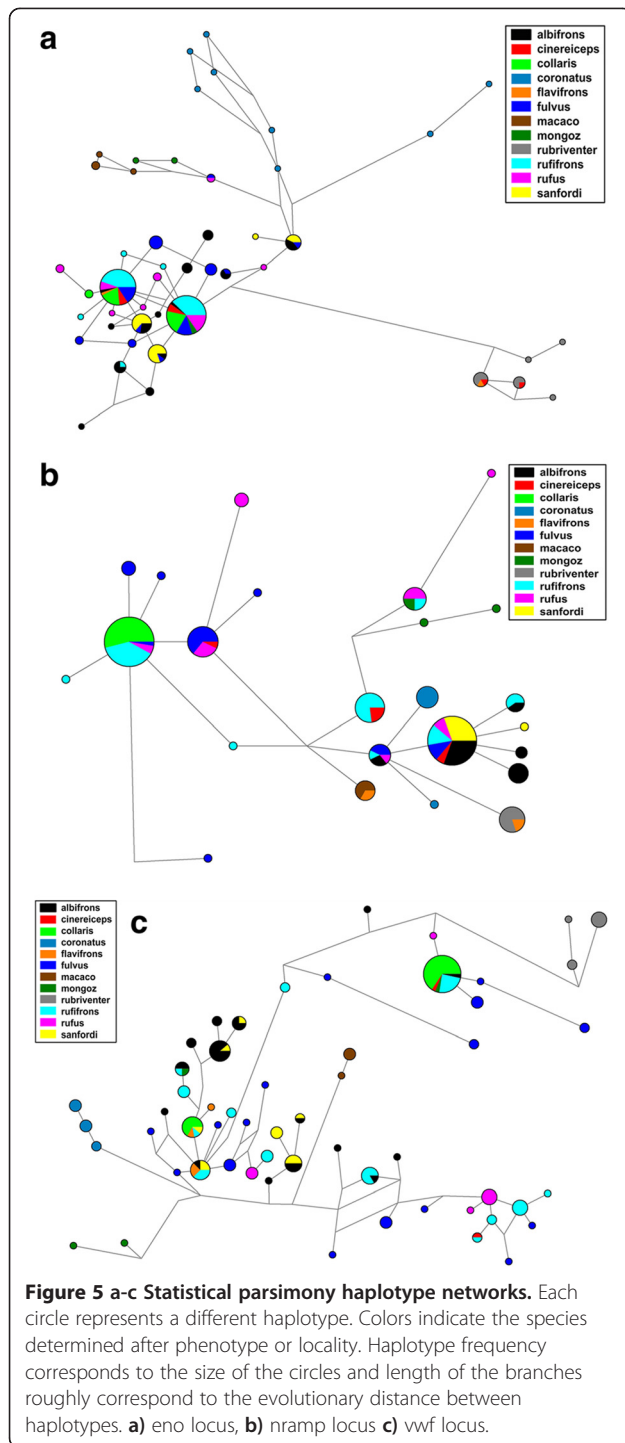 a
albifrons
cinereiceps
collaris
coronatus
flavifrons
fulvus
macaco
mongoz
rubriventer
rufifrons
rufus
sanfordi
b
albifrons
cinereiceps
collaris
coronatus
flavifrons
fulvus
macaco
mongoz
rubriventer
rufifrons
rufus
sanfordi
c
albifrons
cinereiceps
collaris
coronatus
flavifrons
fulvus
macaco
mongoz
rubriventer
rufifrons
rufus
sanfordi
Figure 5 a-c Statistical parsimony haplotype networks. Each
circle represents a different haplotype. Colors indicate the species
determined after phenotype or locality. Haplotype frequency
corresponds to the size of the circles and length of the branches
roughly correspond to the evolutionary distance between
haplotypes. a) eno locus, b) nramp locus c) vwf locus.